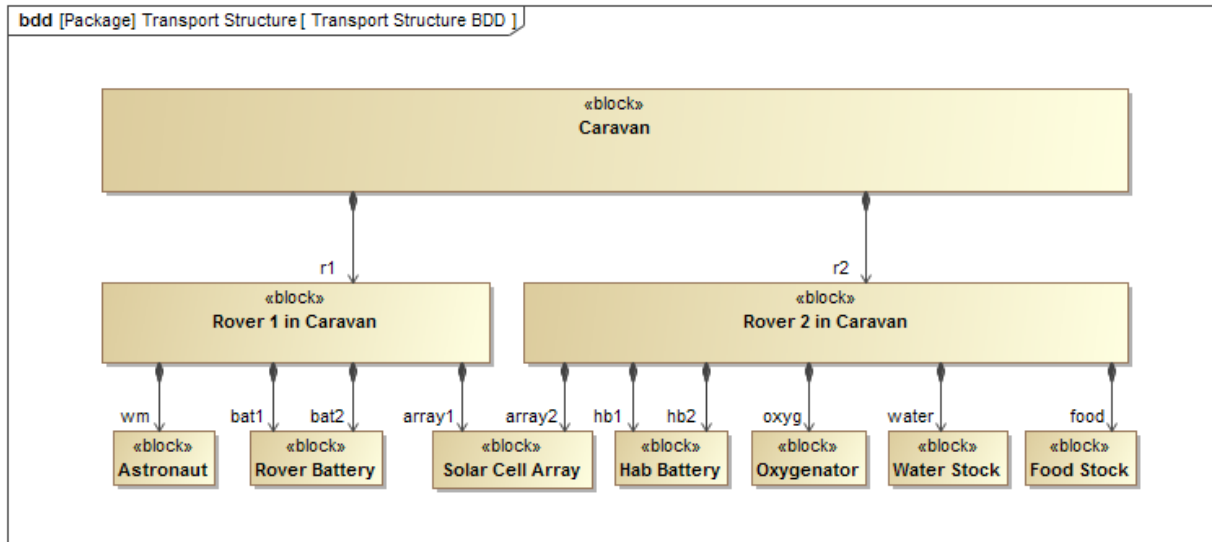 bdd [Package] Transport Structure [ Transport Structure BDD ]
«block»
Caravan
r1
r2
«block»
Rover 1 in Caravan
«block»
Rover 2 in Caravan
wm
bat1
bat2
array1
array2
hb1
hb2
oxyg
water
food
«block»
Astronaut
«block»
Rover Battery
«block»
Solar Cell Array
«block»
Hab Battery
«block»
Oxygenator
«block»
Water Stock
«block»
Food Stock